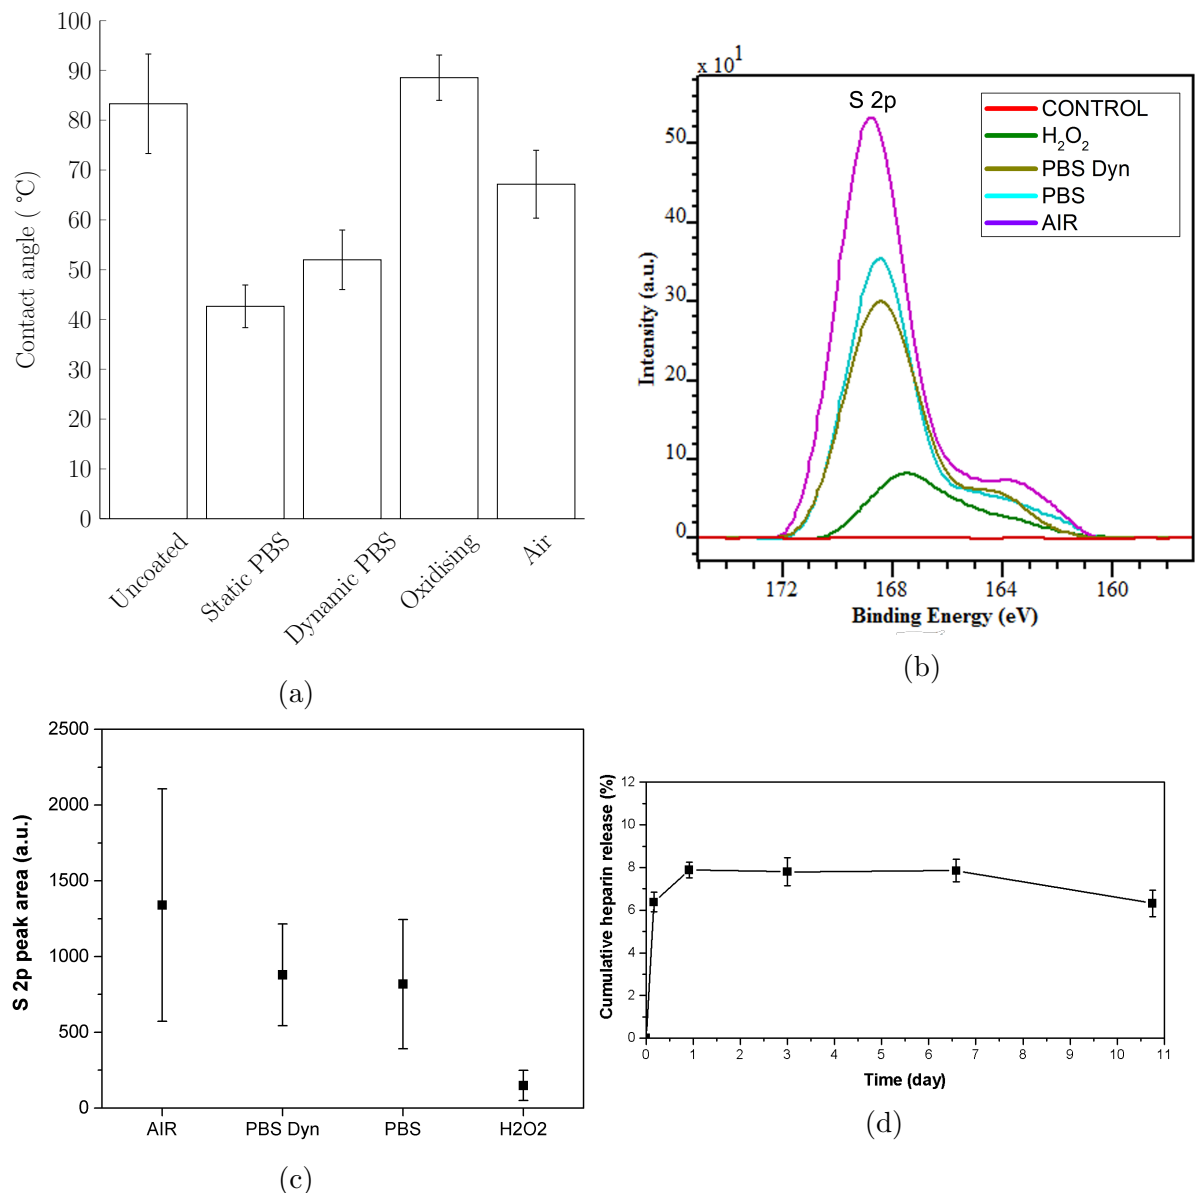 100
90
80
70
60
50
40
30
20
10
0
Contact angle ( °C)
Uncoated
Static PBS
Dynamic PBS
Oxidising
Air
(a)
x 10¹
S 2p
CONTROL
H₂O₂
PBS Dyn
PBS
AIR
50
40
30
20
10
0
Intensity (a.u.)
172 168 164 160
Binding Energy (eV)
(b)
2500
2000
1500
1000
500
0
S 2p peak area (a.u.)
AIR PBS Dyn PBS H2O2
(c)
12
10
8
6
4
2
0
Cumulative heparin release (%)
0 1 2 3 4 5 6 7 8 9 10 11
Time (day)
(d)